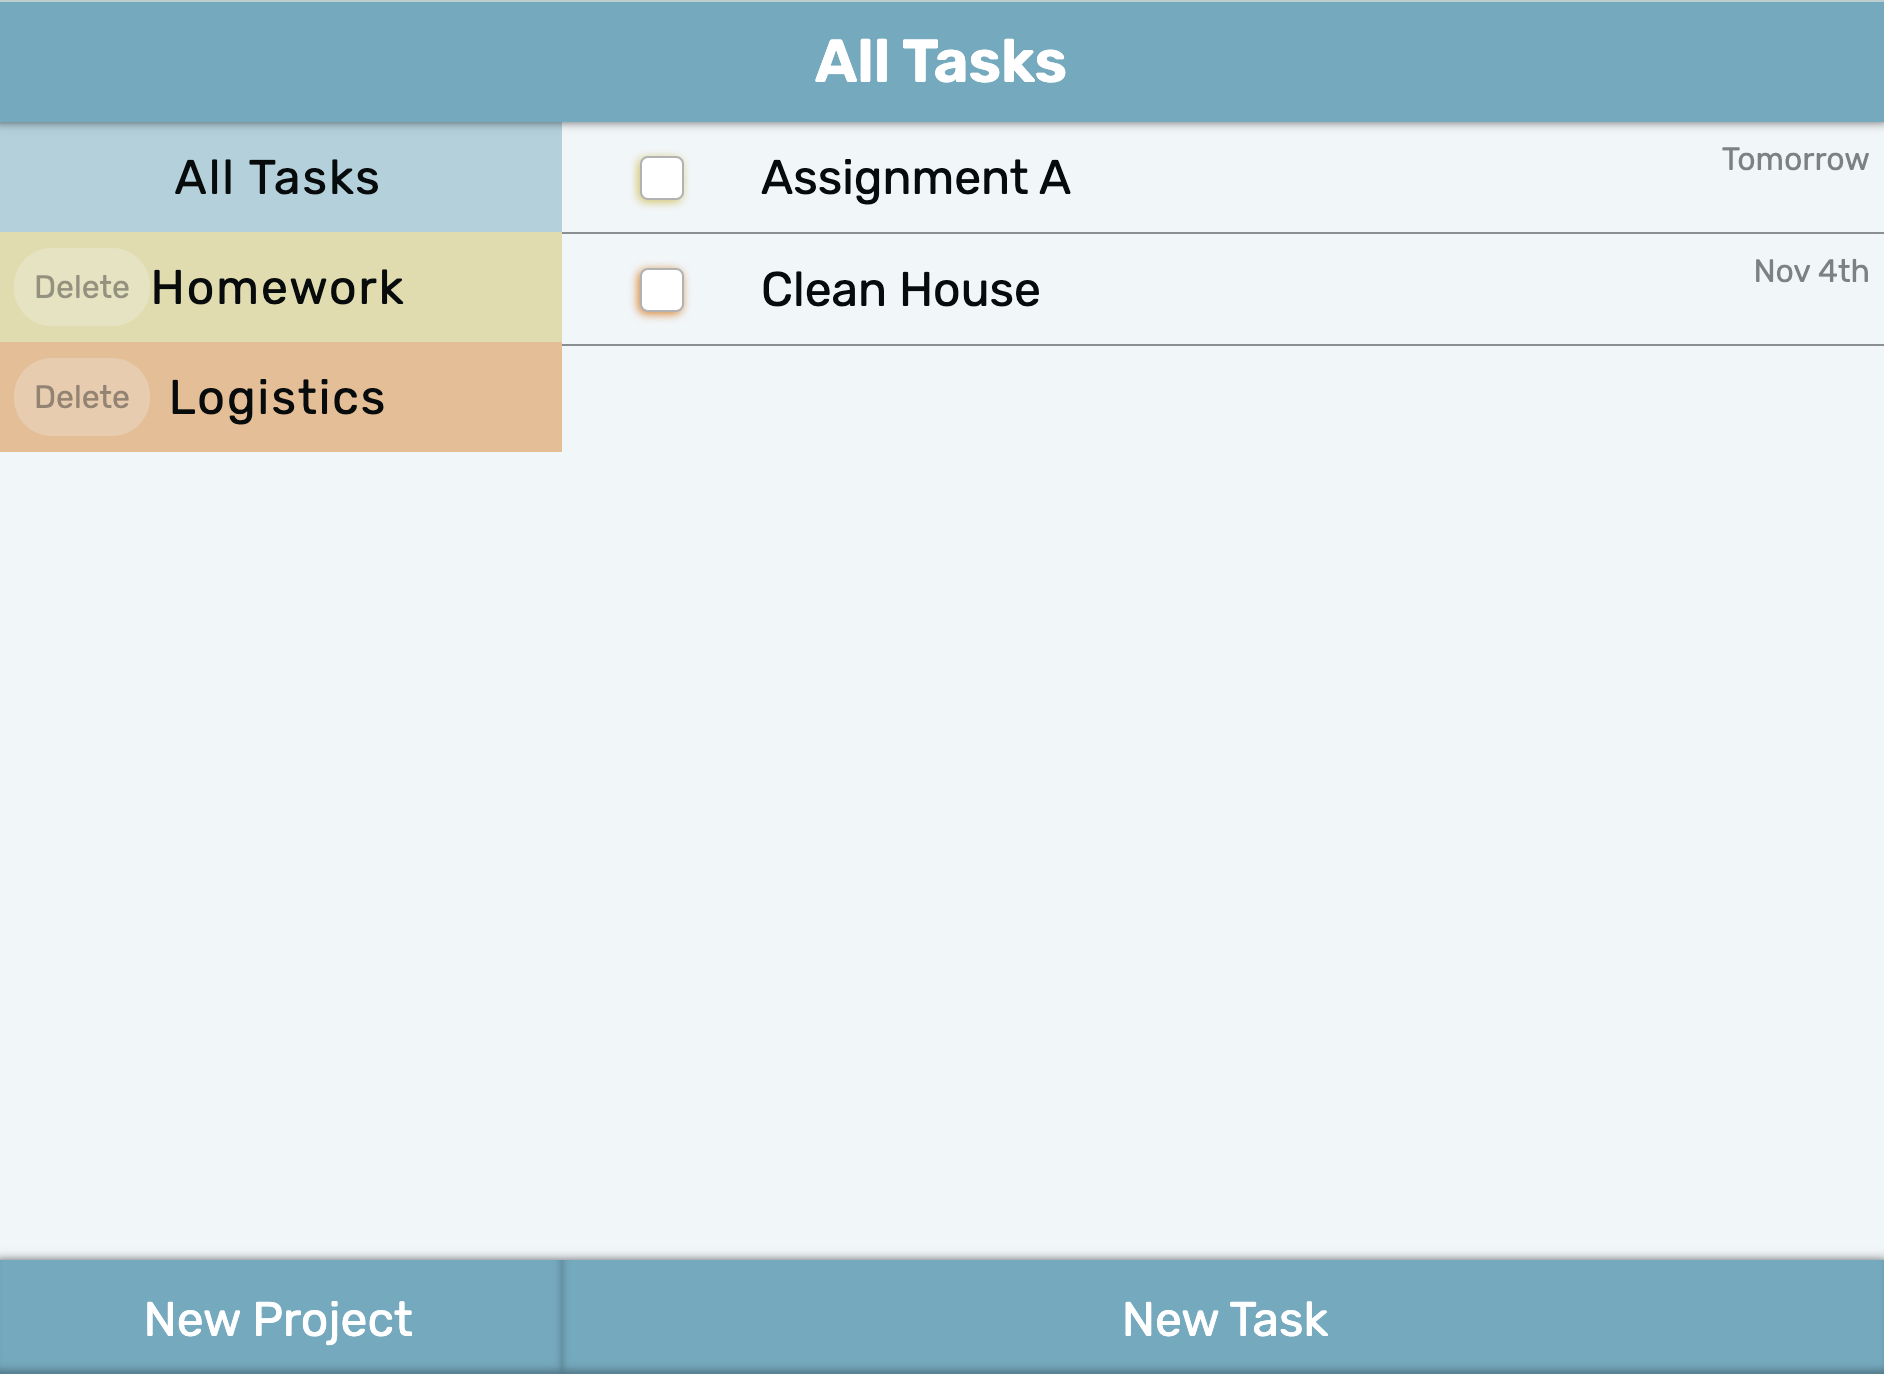 All Tasks
All Tasks
Delete Homework
Delete Logistics
Assignment A Tomorrow
Clean House Nov 4th
New Project New Task